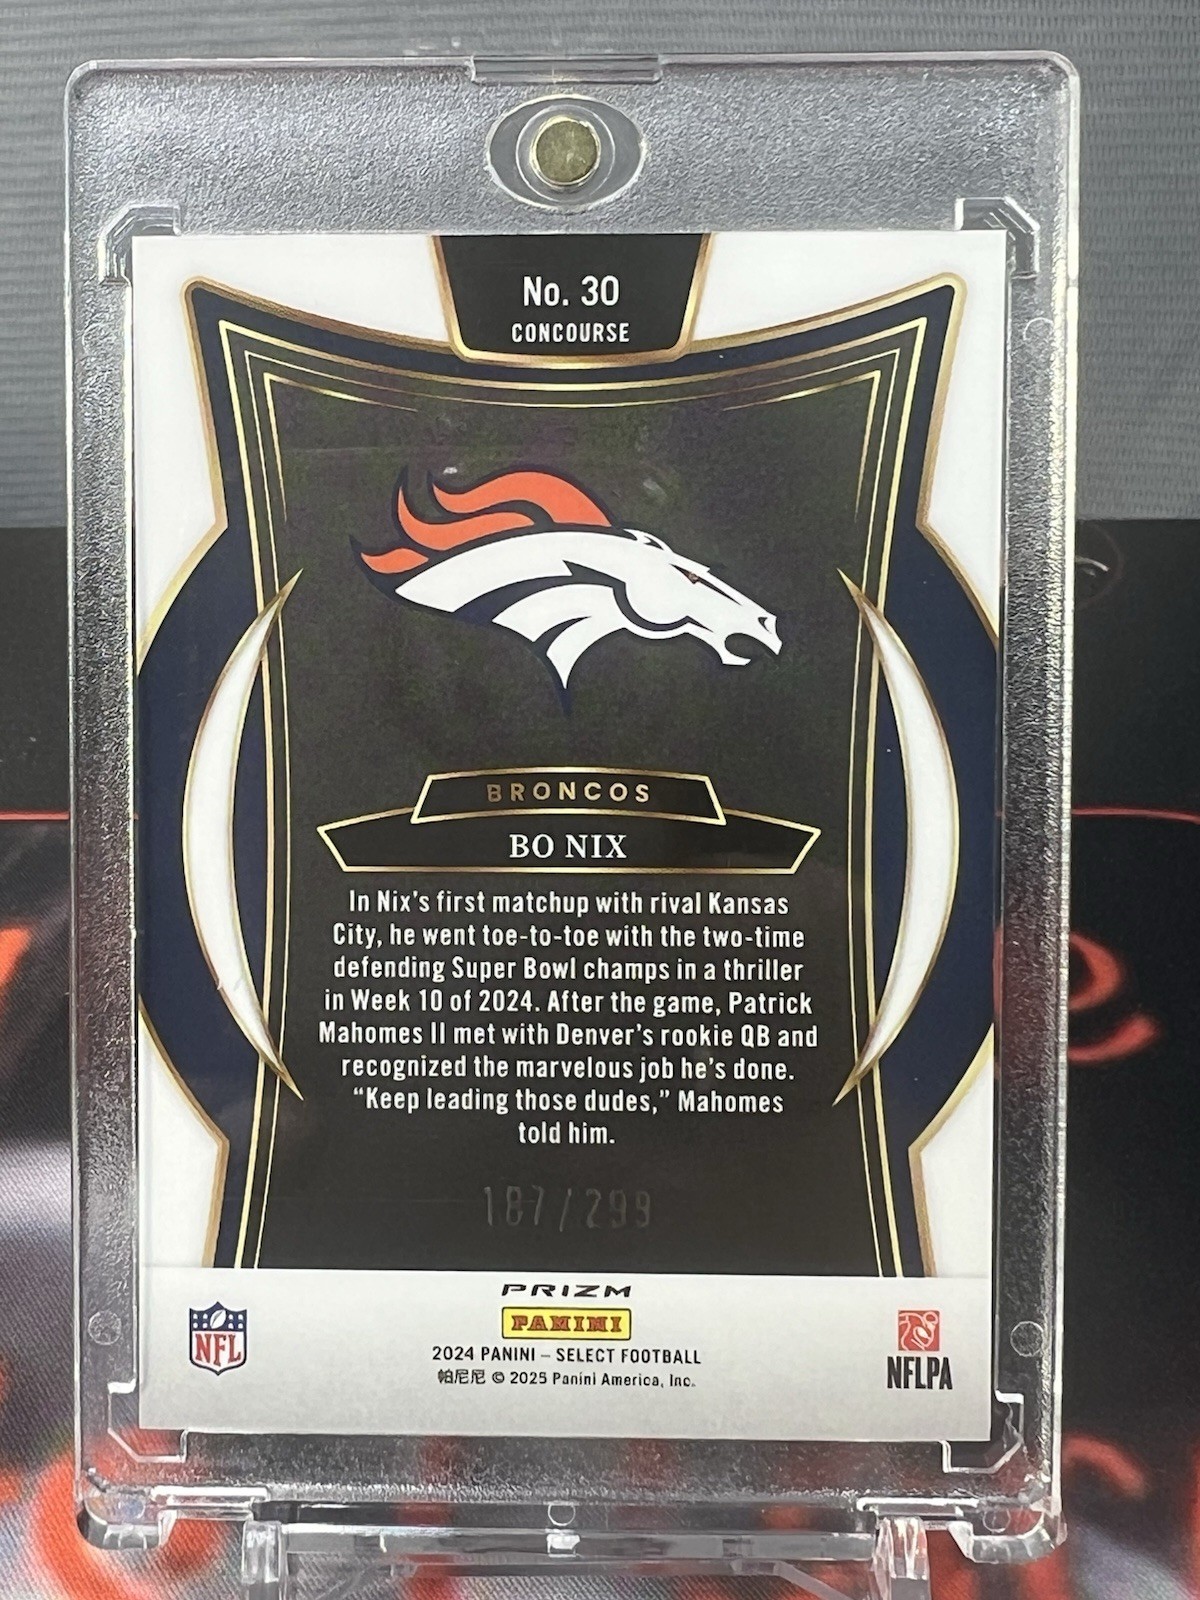 No. 30
CONCOURSE
BRONCOS
BO NIX
In Nix's first matchup with rival Kansas
City, he went toe-to-toe with the two-time
defending Super Bowl champs in a thriller
in Week 10 of 2024. After the game, Patrick
Mahomes II met with Denver's rookie QB and
recognized the marvelous job he's done.
“Keep leading those dudes,” Mahomes
told him.
187/299
PRIZM
PANINI
NFL
2024 PANINI – SELECT FOOTBALL
帕尼尼 © 2025 Panini America, Inc.
NFLPA